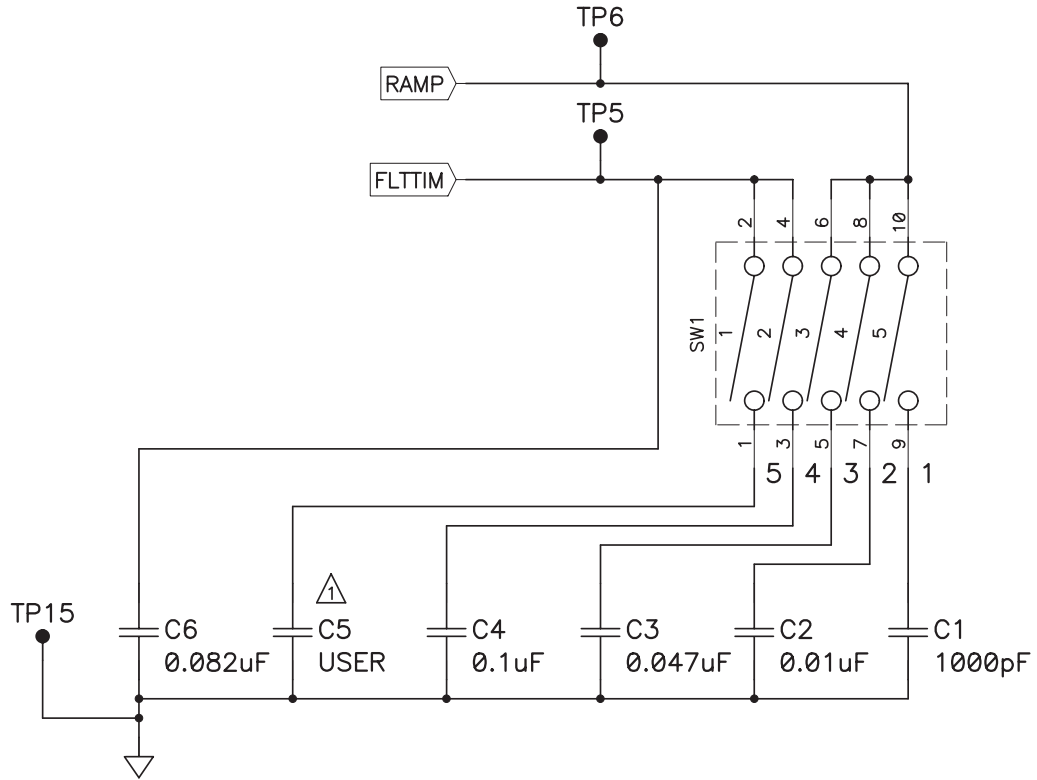 TP6
RAMP
TP5
FLTTIM
2 4 6 8 10
SW1 1 2 3 4 5
1 3 5 7 9
5 4 3 2 1
1
TP15
C6 C5 C4 C3 C2 C1
0.082uF USER 0.1uF 0.047uF 0.01uF 1000pF